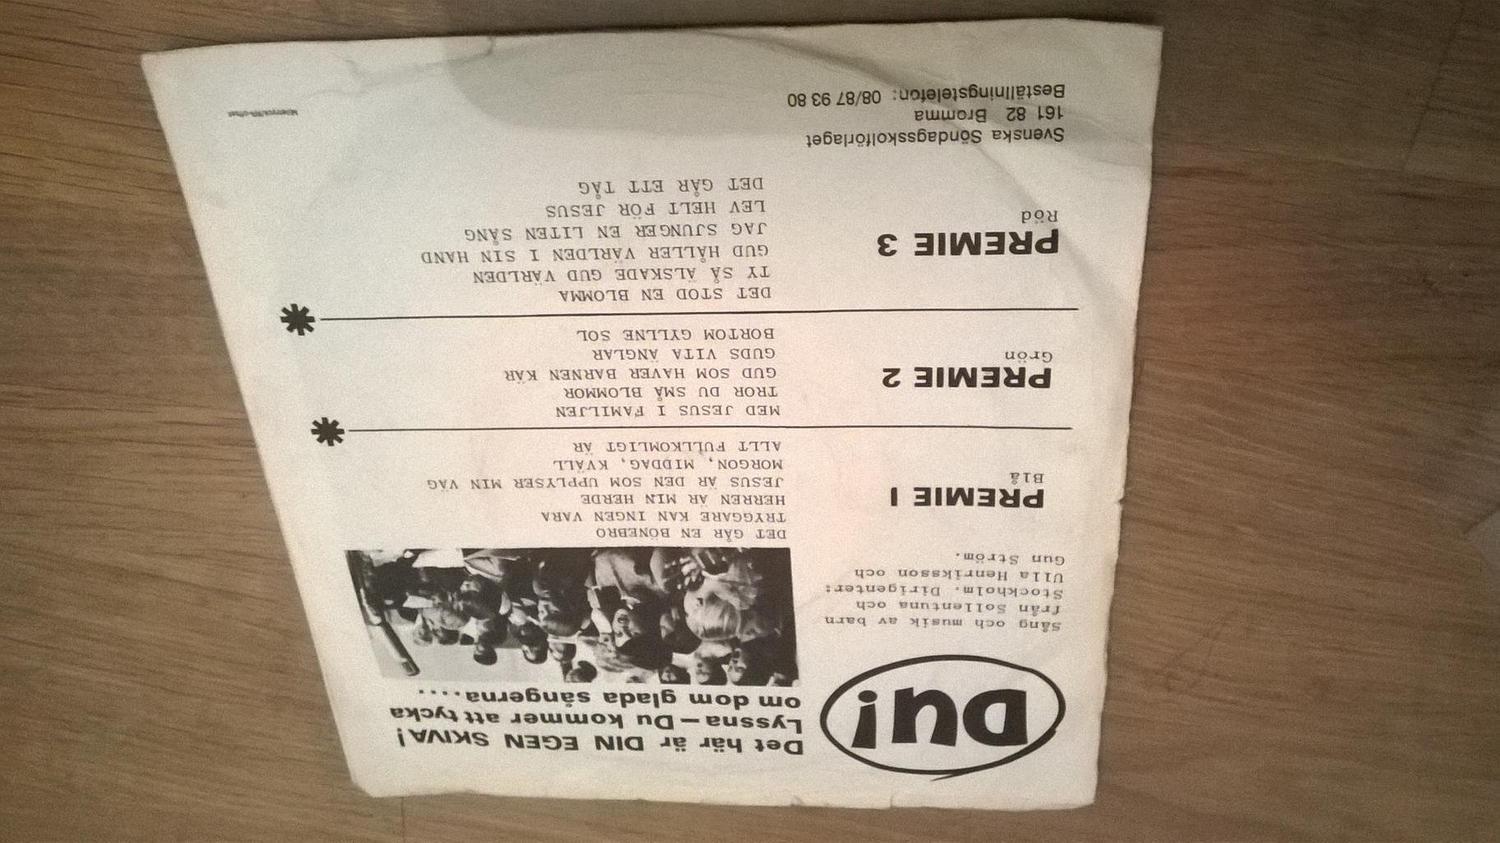 DU!
Det här är DIN EGEN SKIVA!
Lyssna – Du kommer att tycka
om dom glada sångerna....
Sång och musik av barn
från Sollentuna och
Stockholm. Dirigenter:
Ulla Henriksson och
Gun Ström.
PREMIE 1
Blå
DET GÅR EN BÖNEBRO
TRYGGARE KAN INGEN VARA
HERREN ÄR MIN HERDE
JESUS ÄR DEN SOM UPPLYSER MIN VÄG
MORGON, MIDDAG, KVÄLL
ALLT FULLKOMLIGT ÄR
PREMIE 2
Grön
MED JESUS I FAMILJEN
TROR DU SMÅ BLOMMOR
GUD SOM HAVER BARNEN KÄR
GUDS VITA ÄNGLAR
BORTOM GYLLNE SOL
PREMIE 3
Röd
DET STOD EN BLOMMA
TY SÅ ÄLSKADE GUD VÄRLDEN
GUD HÅLLER VÄRLDEN I SIN HAND
JAG SJUNGER EN LITEN SÅNG
LEV HELT FÖR JESUS
DET GÅR ETT TÅG
Svenska Söndagsskolförlaget
161 82 Bromma
Beställningstelefon: 08/87 93 80